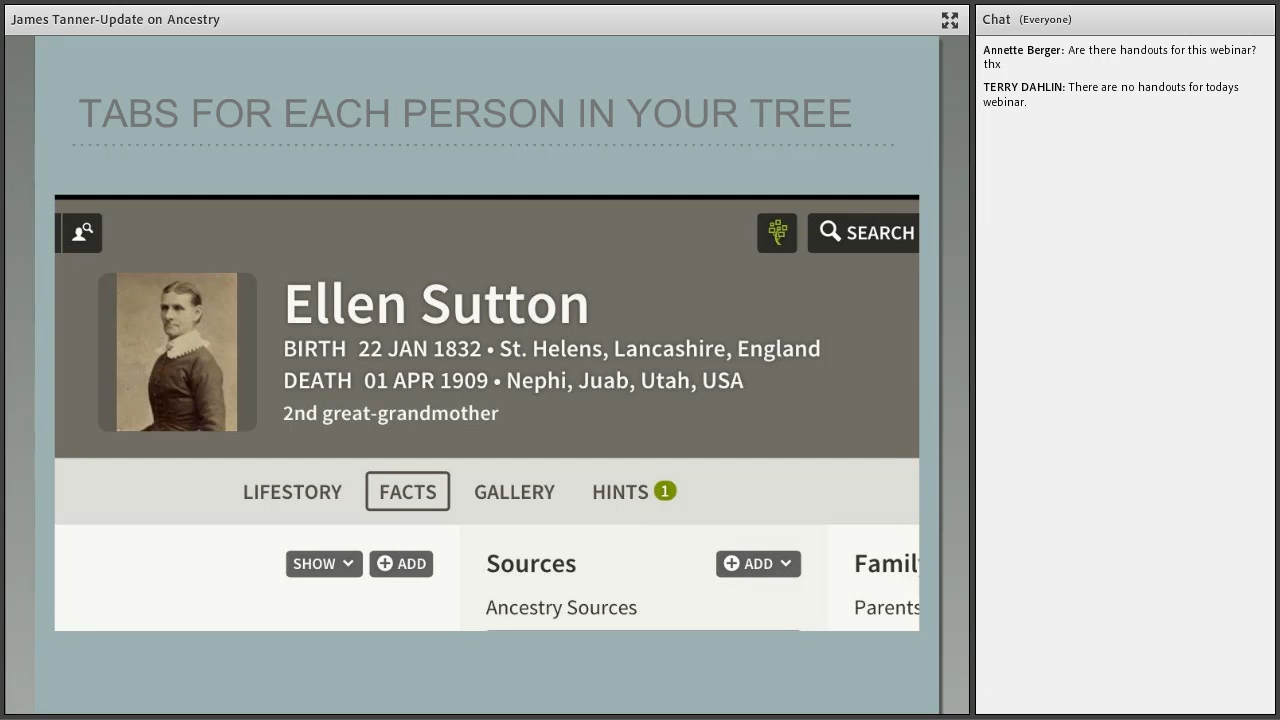 James Tanner-Update on Ancestry
TABS FOR EACH PERSON IN YOUR TREE
SEARCH
Ellen Sutton
BIRTH 22 JAN 1832 • St. Helens, Lancashire, England
DEATH 01 APR 1909 • Nephi, Juab, Utah, USA
2nd great-grandmother
LIFESTORY FACTS GALLERY HINTS 1
SHOW ADD Sources ADD Famil
Ancestry Sources Parents
Chat (Everyone)
Annette Berger: Are there handouts for this webinar?
thx
TERRY DAHLIN: There are no handouts for todays
webinar.